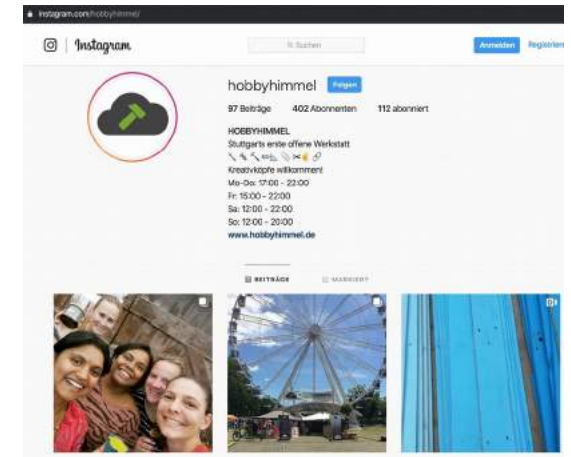 instagram.com/hobbyhimmel/
Instagram
Suchen
Anmelden
Registrieren
hobbyhimmel
Folgen
97 Beiträge 402 Abonnenten 112 abonniert
HOBBYHIMMEL
Stuttgarts erste offene Werkstatt
Kreativköpfe willkommen!
Mo-Do: 17:00 - 22:00
Fr: 15:00 - 22:00
Sa: 12:00 - 22:00
So: 12:00 - 20:00
www.hobbyhimmel.de
BEITRÄGE
MARKIERT